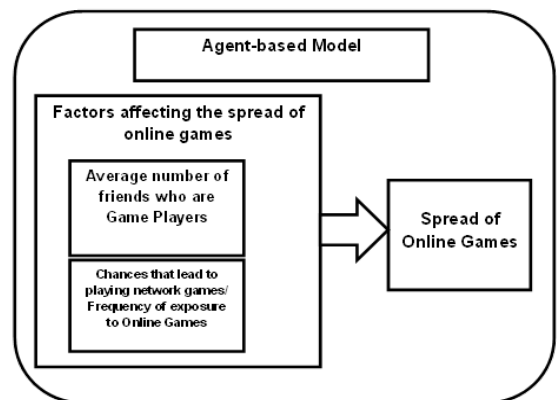 Agent-based Model
Factors affecting the spread of
online games
Average number of
friends who are
Game Players
Chances that lead to
playing network games/
Frequency of exposure
to Online Games
Spread of
Online Games